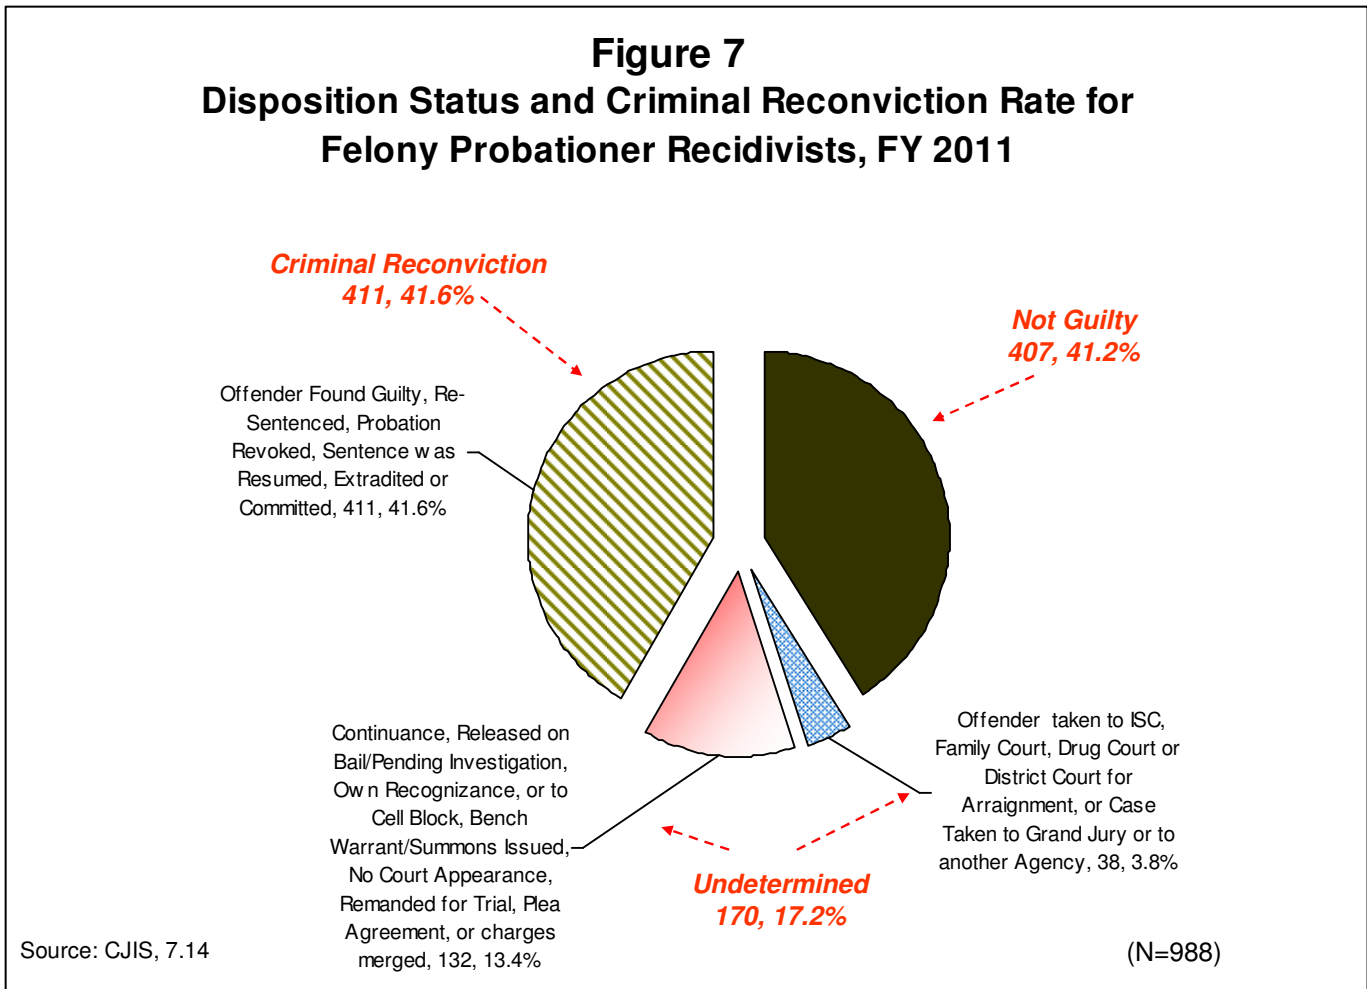 Figure 7
Disposition Status and Criminal Reconviction Rate for
Felony Probationer Recidivists, FY 2011
Criminal Reconviction
411, 41.6%
Not Guilty
407, 41.2%
Offender Found Guilty, Re-
Sentenced, Probation
Revoked, Sentence was
Resumed, Extradited or
Committed, 411, 41.6%
Continuance, Released on
Bail/Pending Investigation,
Own Recognizance, or to
Cell Block, Bench
Warrant/Summons Issued,
No Court Appearance,
Remanded for Trial, Plea
Agreement, or charges
merged, 132, 13.4%
Offender taken to ISC,
Family Court, Drug Court or
District Court for
Arraignment, or Case
Taken to Grand Jury or to
another Agency, 38, 3.8%
Undetermined
170, 17.2%
Source: CJIS, 7.14
(N=988)